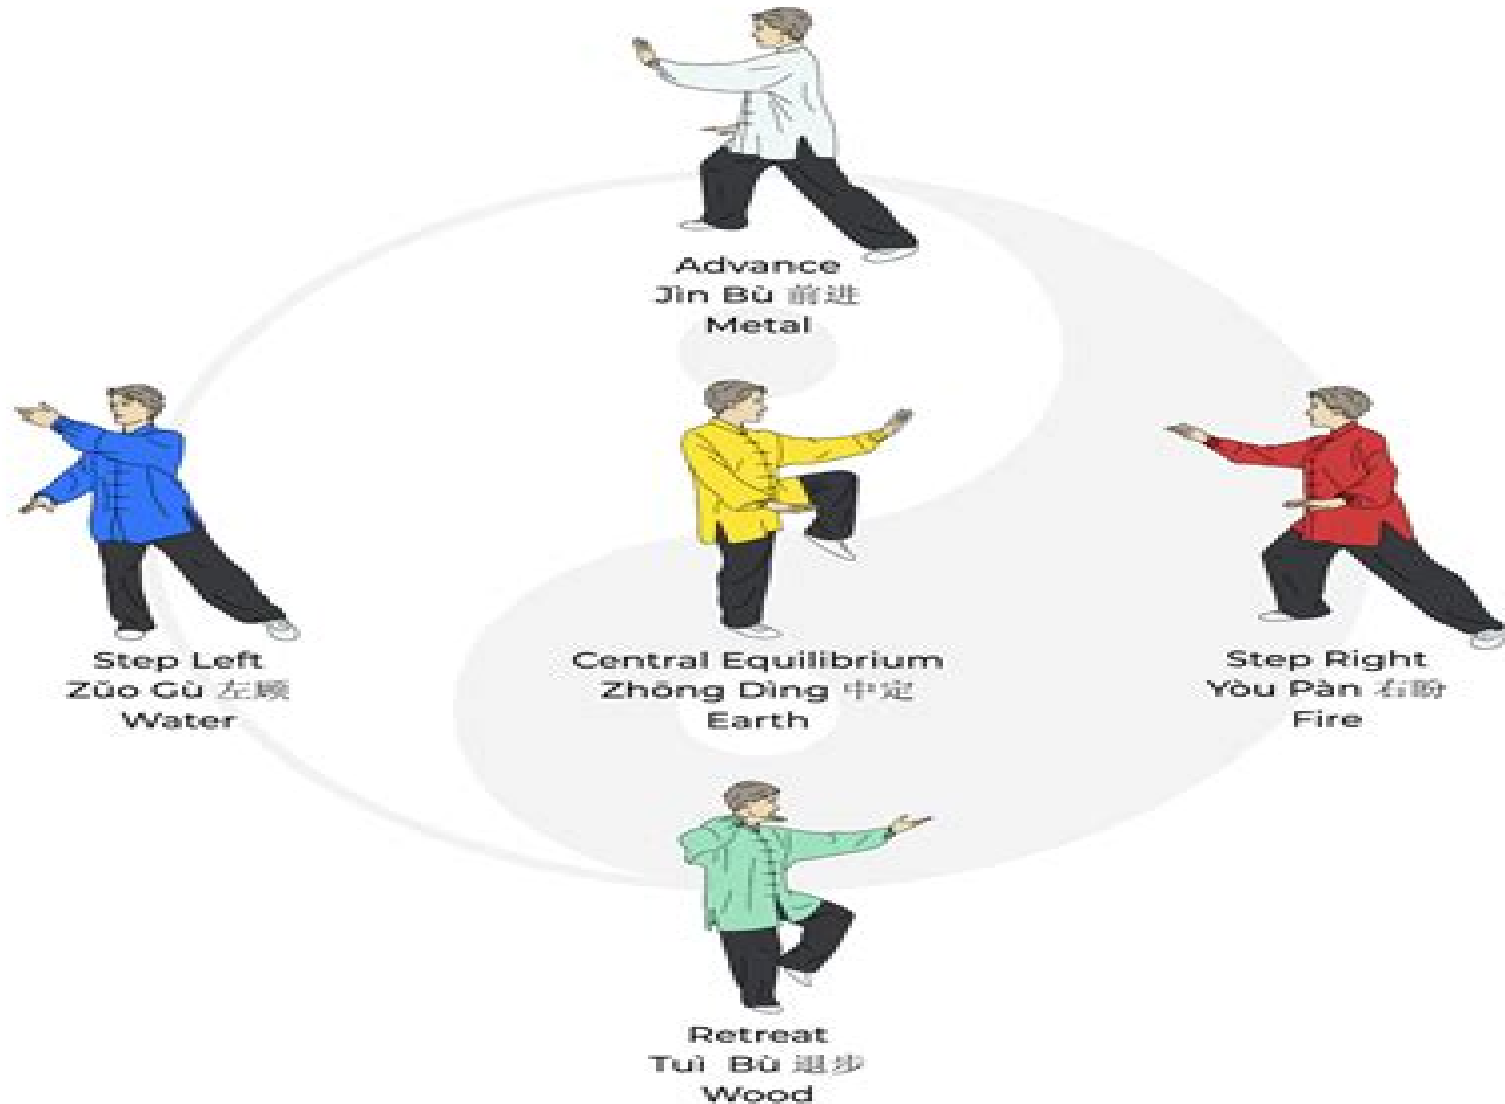 Advance
Jìn Bù 前进
Metal
Step Left
Zǔo Gù 左顾
Water
Central Equilibrium
Zhōng Dìng 中定
Earth
Step Right
Yòu Pàn 右盼
Fire
Retreat
Tuì Bù 退步
Wood